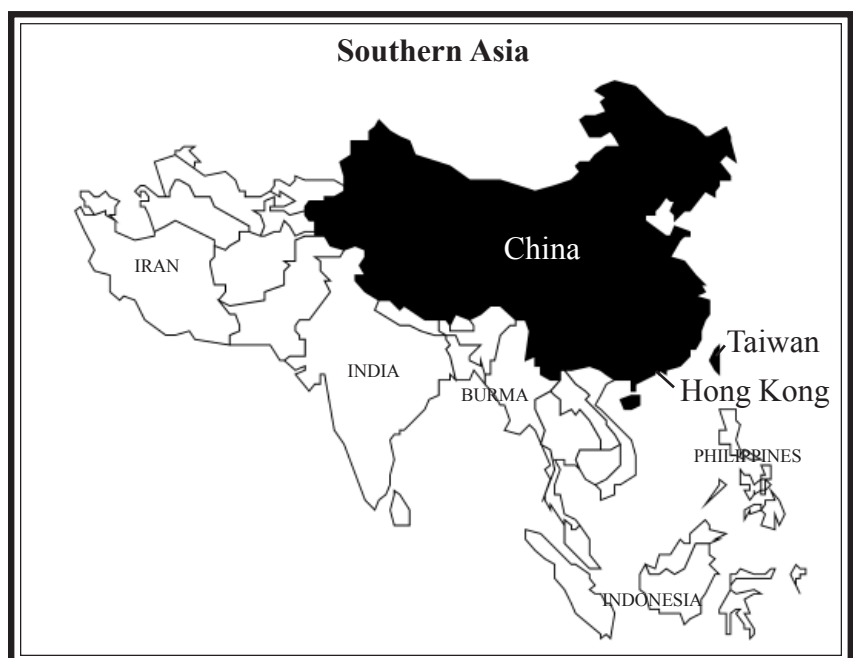 Southern Asia
China
IRAN
Taiwan
INDIA
BURMA
Hong Kong
PHILIPPINES
INDONESIA